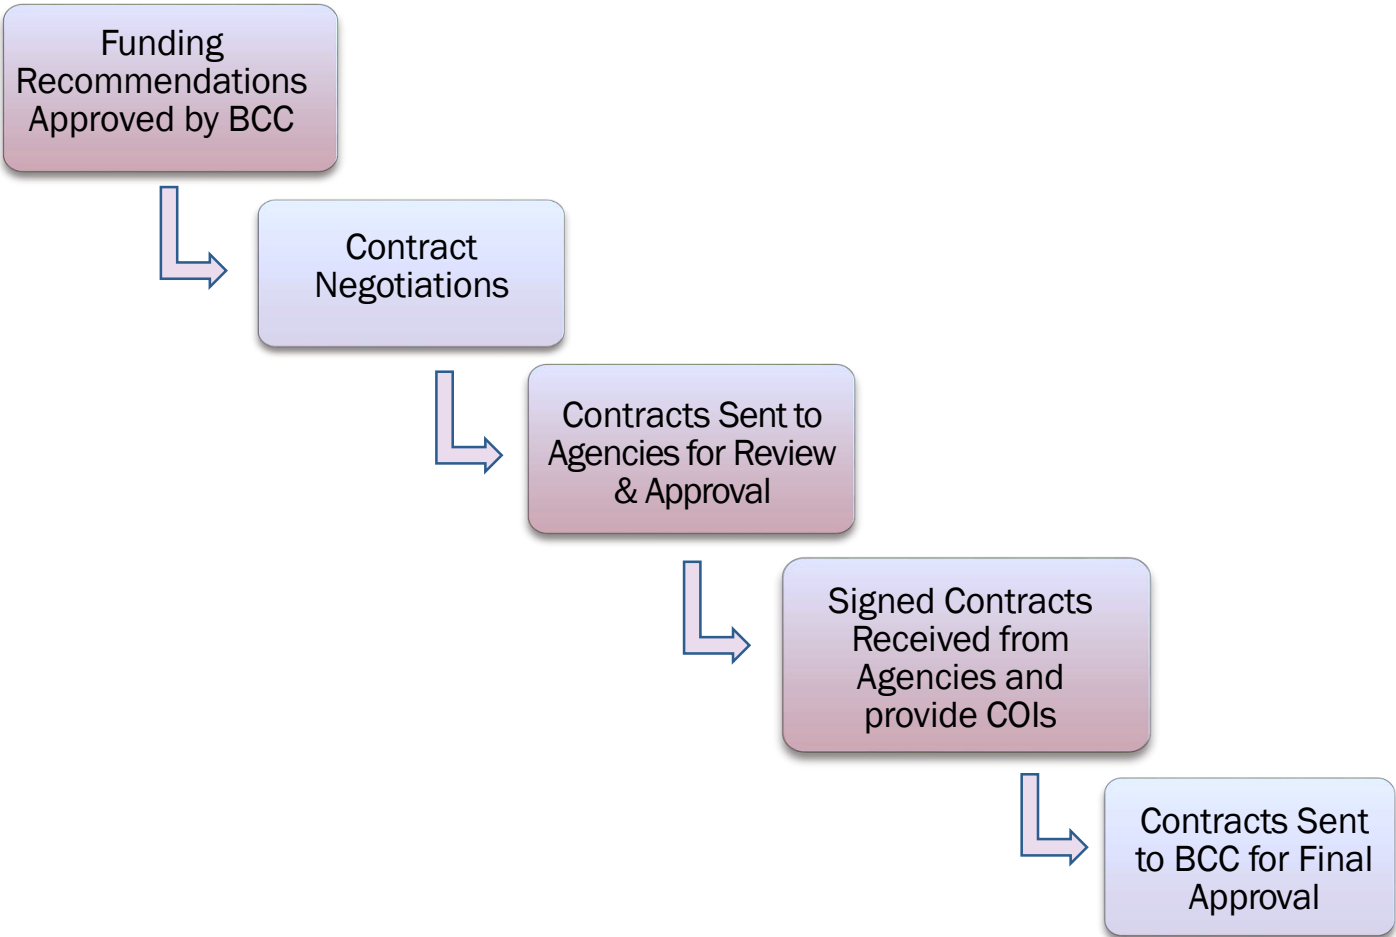 Funding
Recommendations
Approved by BCC
Contract
Negotiations
Contracts Sent to
Agencies for Review
& Approval
Signed Contracts
Received from
Agencies and
provide COIs
Contracts Sent
to BCC for Final
Approval